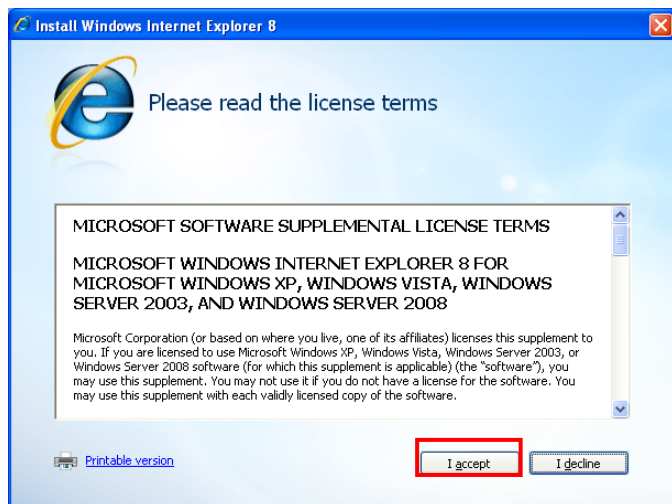 Install Windows Internet Explorer 8
Please read the license terms
MICROSOFT SOFTWARE SUPPLEMENTAL LICENSE TERMS
MICROSOFT WINDOWS INTERNET EXPLORER 8 FOR
MICROSOFT WINDOWS XP, WINDOWS VISTA, WINDOWS
SERVER 2003, AND WINDOWS SERVER 2008
Microsoft Corporation (or based on where you live, one of its affiliates) licenses this supplement to
you. If you are licensed to use Microsoft Windows XP, Windows Vista, Windows Server 2003, or
Windows Server 2008 software (for which this supplement is applicable) (the "software"), you
may use this supplement. You may not use it if you do not have a license for the software. You
may use this supplement with each validly licensed copy of the software.
Printable version
I accept
I decline